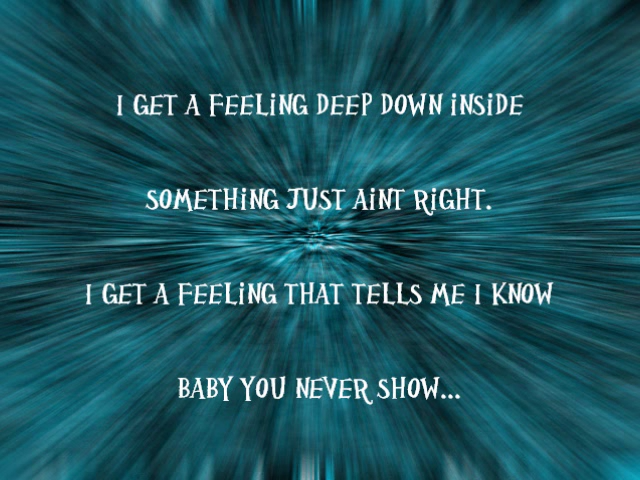 I GET A FEELING DEEP DOWN INSIDE
SOMETHING JUST AINT RIGHT.
I GET A FEELING THAT TELLS ME I KNOW
BABY YOU NEVER SHOW...